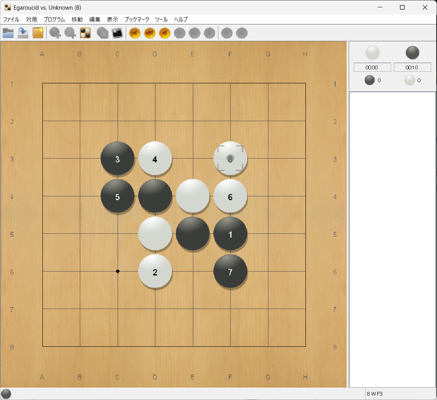 Egaroucid vs. Unknown (8)
ファイル 対局 プログラム 移動 編集 表示 ブックマーク ツール ヘルプ
A B C D E F G H
00:00 00:10
0 0
1 1
2 2
3 3 4 8 3
4 5 6 4
5 1 5
6 2 7 6
7 7
8 8
A B C D E F G H
8 W F3